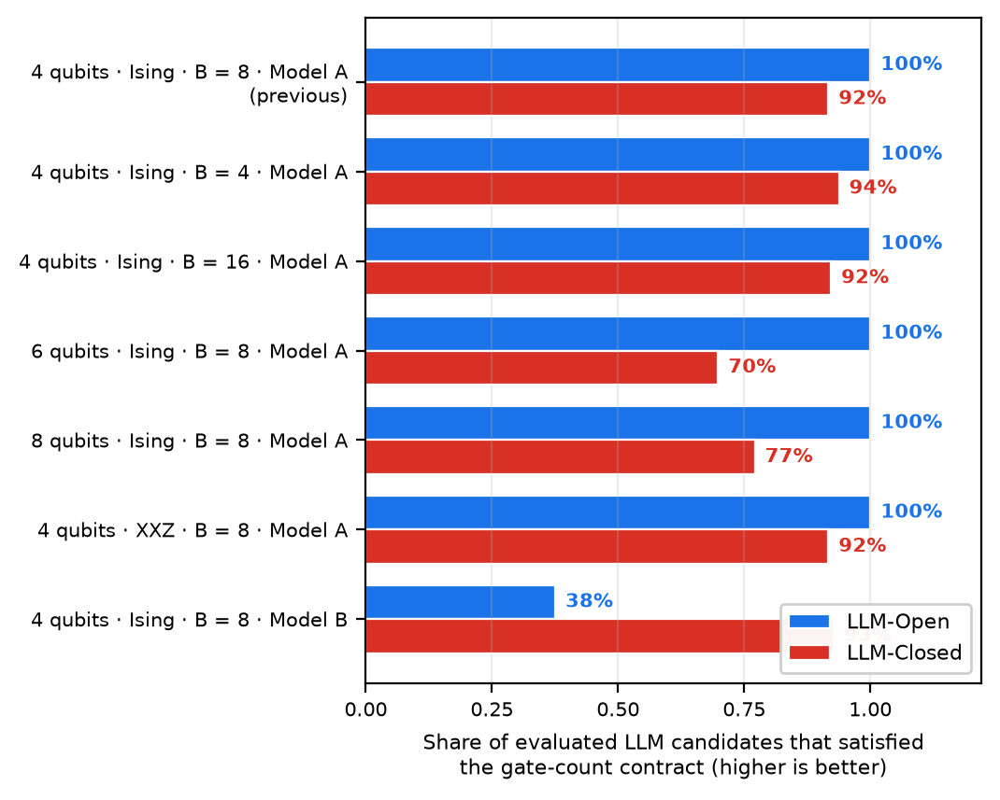 4 qubits · Ising · B = 8 · Model A
(previous)
100%
92%
4 qubits · Ising · B = 4 · Model A
100%
94%
4 qubits · Ising · B = 16 · Model A
100%
92%
6 qubits · Ising · B = 8 · Model A
100%
70%
8 qubits · Ising · B = 8 · Model A
100%
77%
4 qubits · XXZ · B = 8 · Model A
100%
92%
4 qubits · Ising · B = 8 · Model B
38%
LLM-Open
LLM-Closed
0.00 0.25 0.50 0.75 1.00
Share of evaluated LLM candidates that satisfied
the gate-count contract (higher is better)